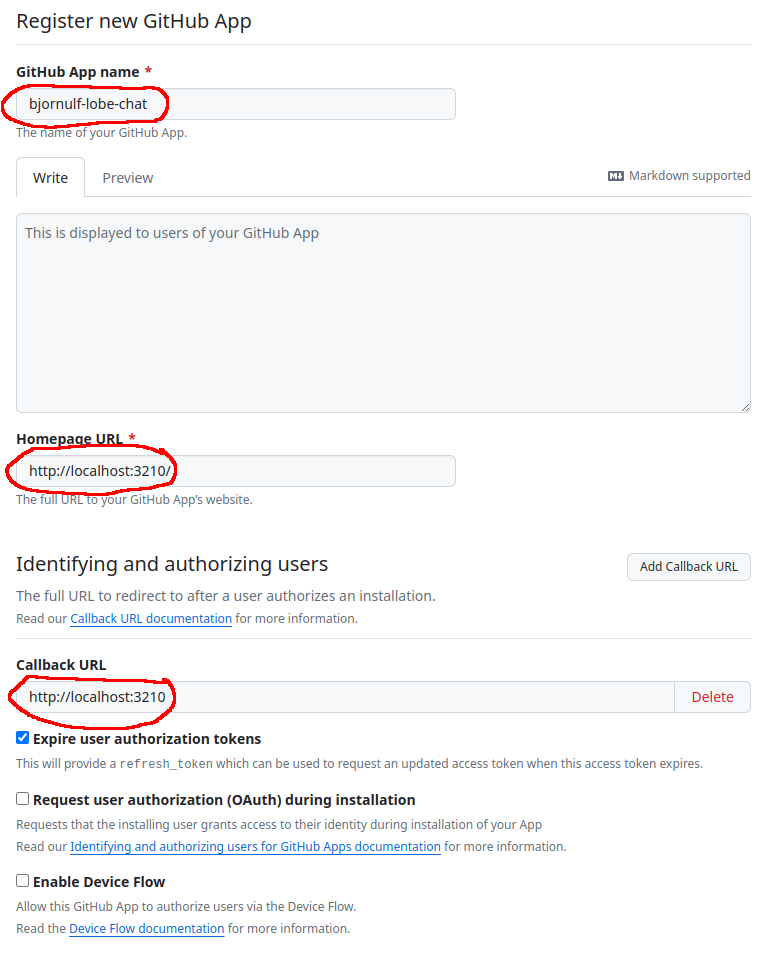 Register new GitHub App
GitHub App name *
bjornulf-lobe-chat
The name of your GitHub App.
Write Preview Markdown supported
This is displayed to users of your GitHub App
Homepage URL *
http://localhost:3210/
The full URL to your GitHub App's website.
Identifying and authorizing users Add Callback URL
The full URL to redirect to after a user authorizes an installation.
Read our Callback URL documentation for more information.
Callback URL
http://localhost:3210 Delete
Expire user authorization tokens
This will provide a refresh_token which can be used to request an updated access token when this access token expires.
Request user authorization (OAuth) during installation
Requests that the installing user grants access to their identity during installation of your App
Read our Identifying and authorizing users for GitHub Apps documentation for more information.
Enable Device Flow
Allow this GitHub App to authorize users via the Device Flow.
Read the Device Flow documentation for more information.